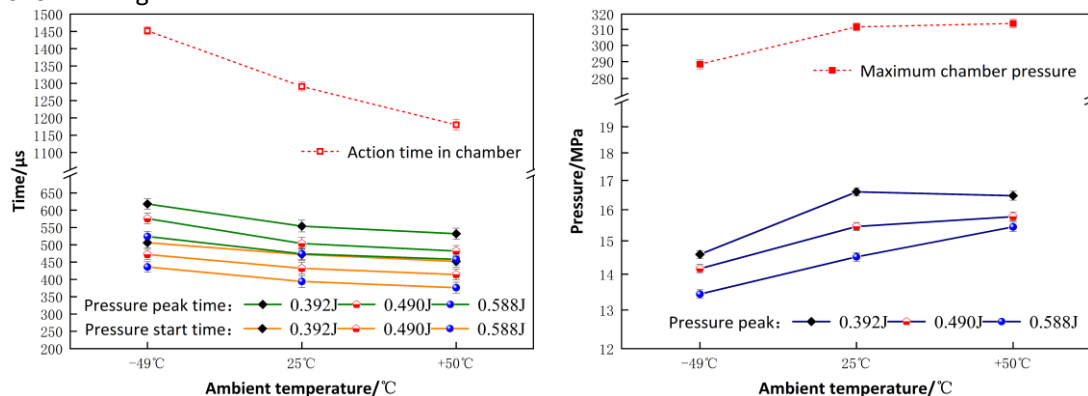 1500
1450
1400
1350
1300
1250
1200
1150
1100
650
600
550
500
450
400
350
300
250
200
Time/μs
Action time in chamber
Pressure peak time: 0.392J 0.490J 0.588J
Pressure start time: 0.392J 0.490J 0.588J
-49℃ 25℃ +50℃
Ambient temperature/℃
320
310
300
290
280
19
18
17
16
15
14
13
12
Pressure/MPa
Maximum chamber pressure
Pressure peak: 0.392J 0.490J 0.588J
-49℃ 25℃ +50℃
Ambient temperature/℃